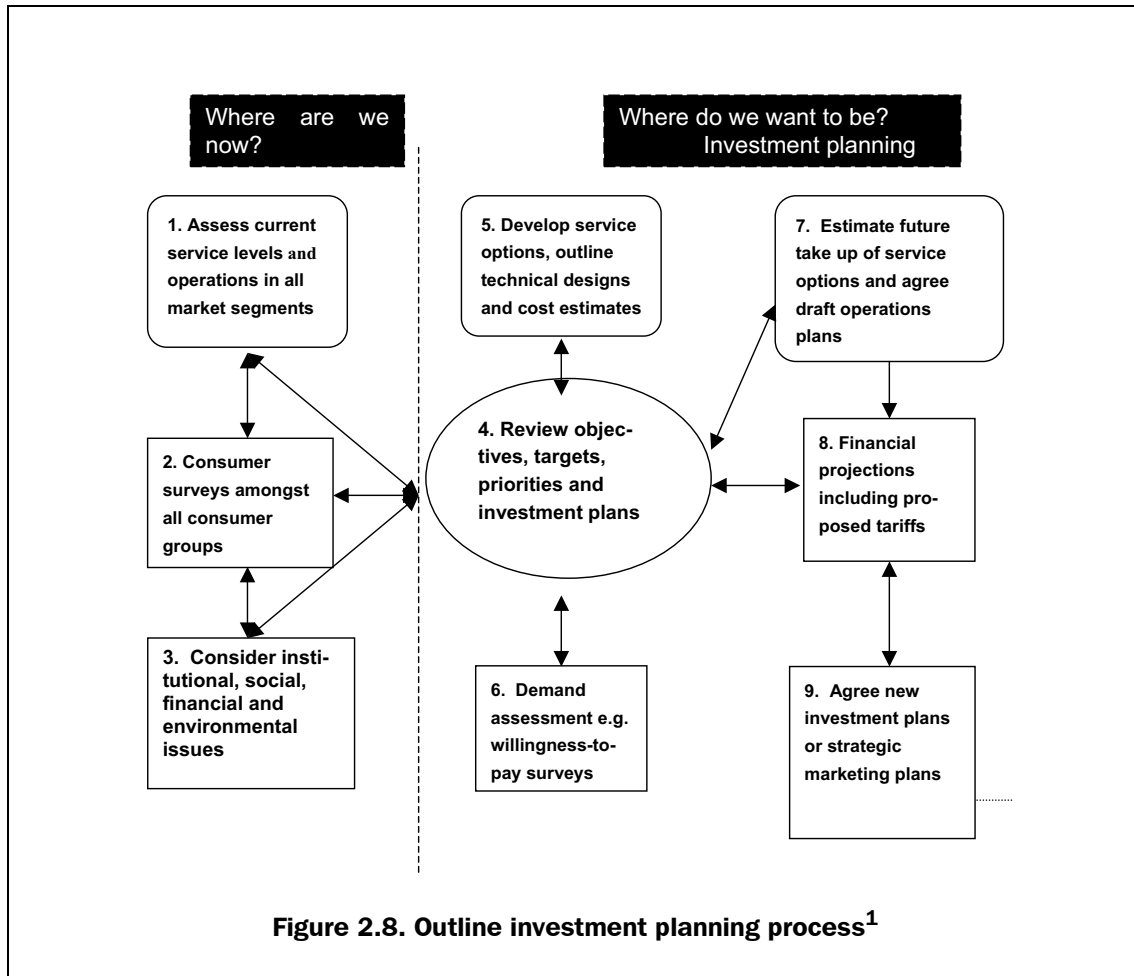 Where are we
now?
Where do we want to be?
Investment planning
1. Assess current
service levels and
operations in all
market segments
2. Consumer
surveys amongst
all consumer
groups
3. Consider insti-
tutional, social,
financial and
environmental
issues
5. Develop service
options, outline
technical designs
and cost estimates
4. Review objec-
tives, targets,
priorities and
investment plans
6. Demand
assessment e.g.
willingness-to-
pay surveys
7. Estimate future
take up of service
options and agree
draft operations
plans
8. Financial
projections
including pro-
posed tariffs
9. Agree new
investment plans
or strategic
marketing plans
Figure 2.8. Outline investment planning process1